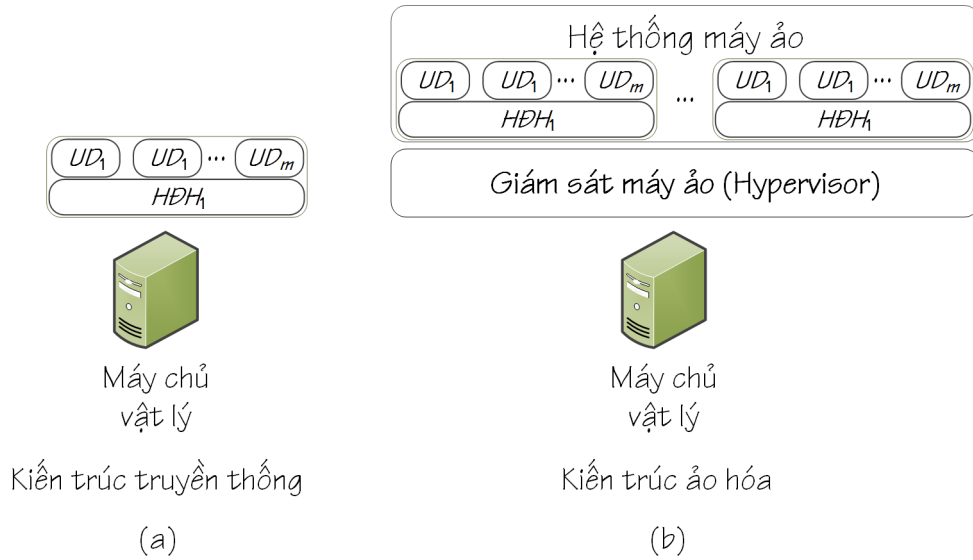 Hệ thống máy ảo
UD1 UD1 ... UDm ... UD1 UD1 ... UDm
HĐH1 HĐH1
UD1 UD1 ... UDm
HĐH1
Giám sát máy ảo (Hypervisor)
Máy chủ
vật lý
Máy chủ
vật lý
Kiến trúc truyền thống
Kiến trúc ảo hóa
(a)
(b)